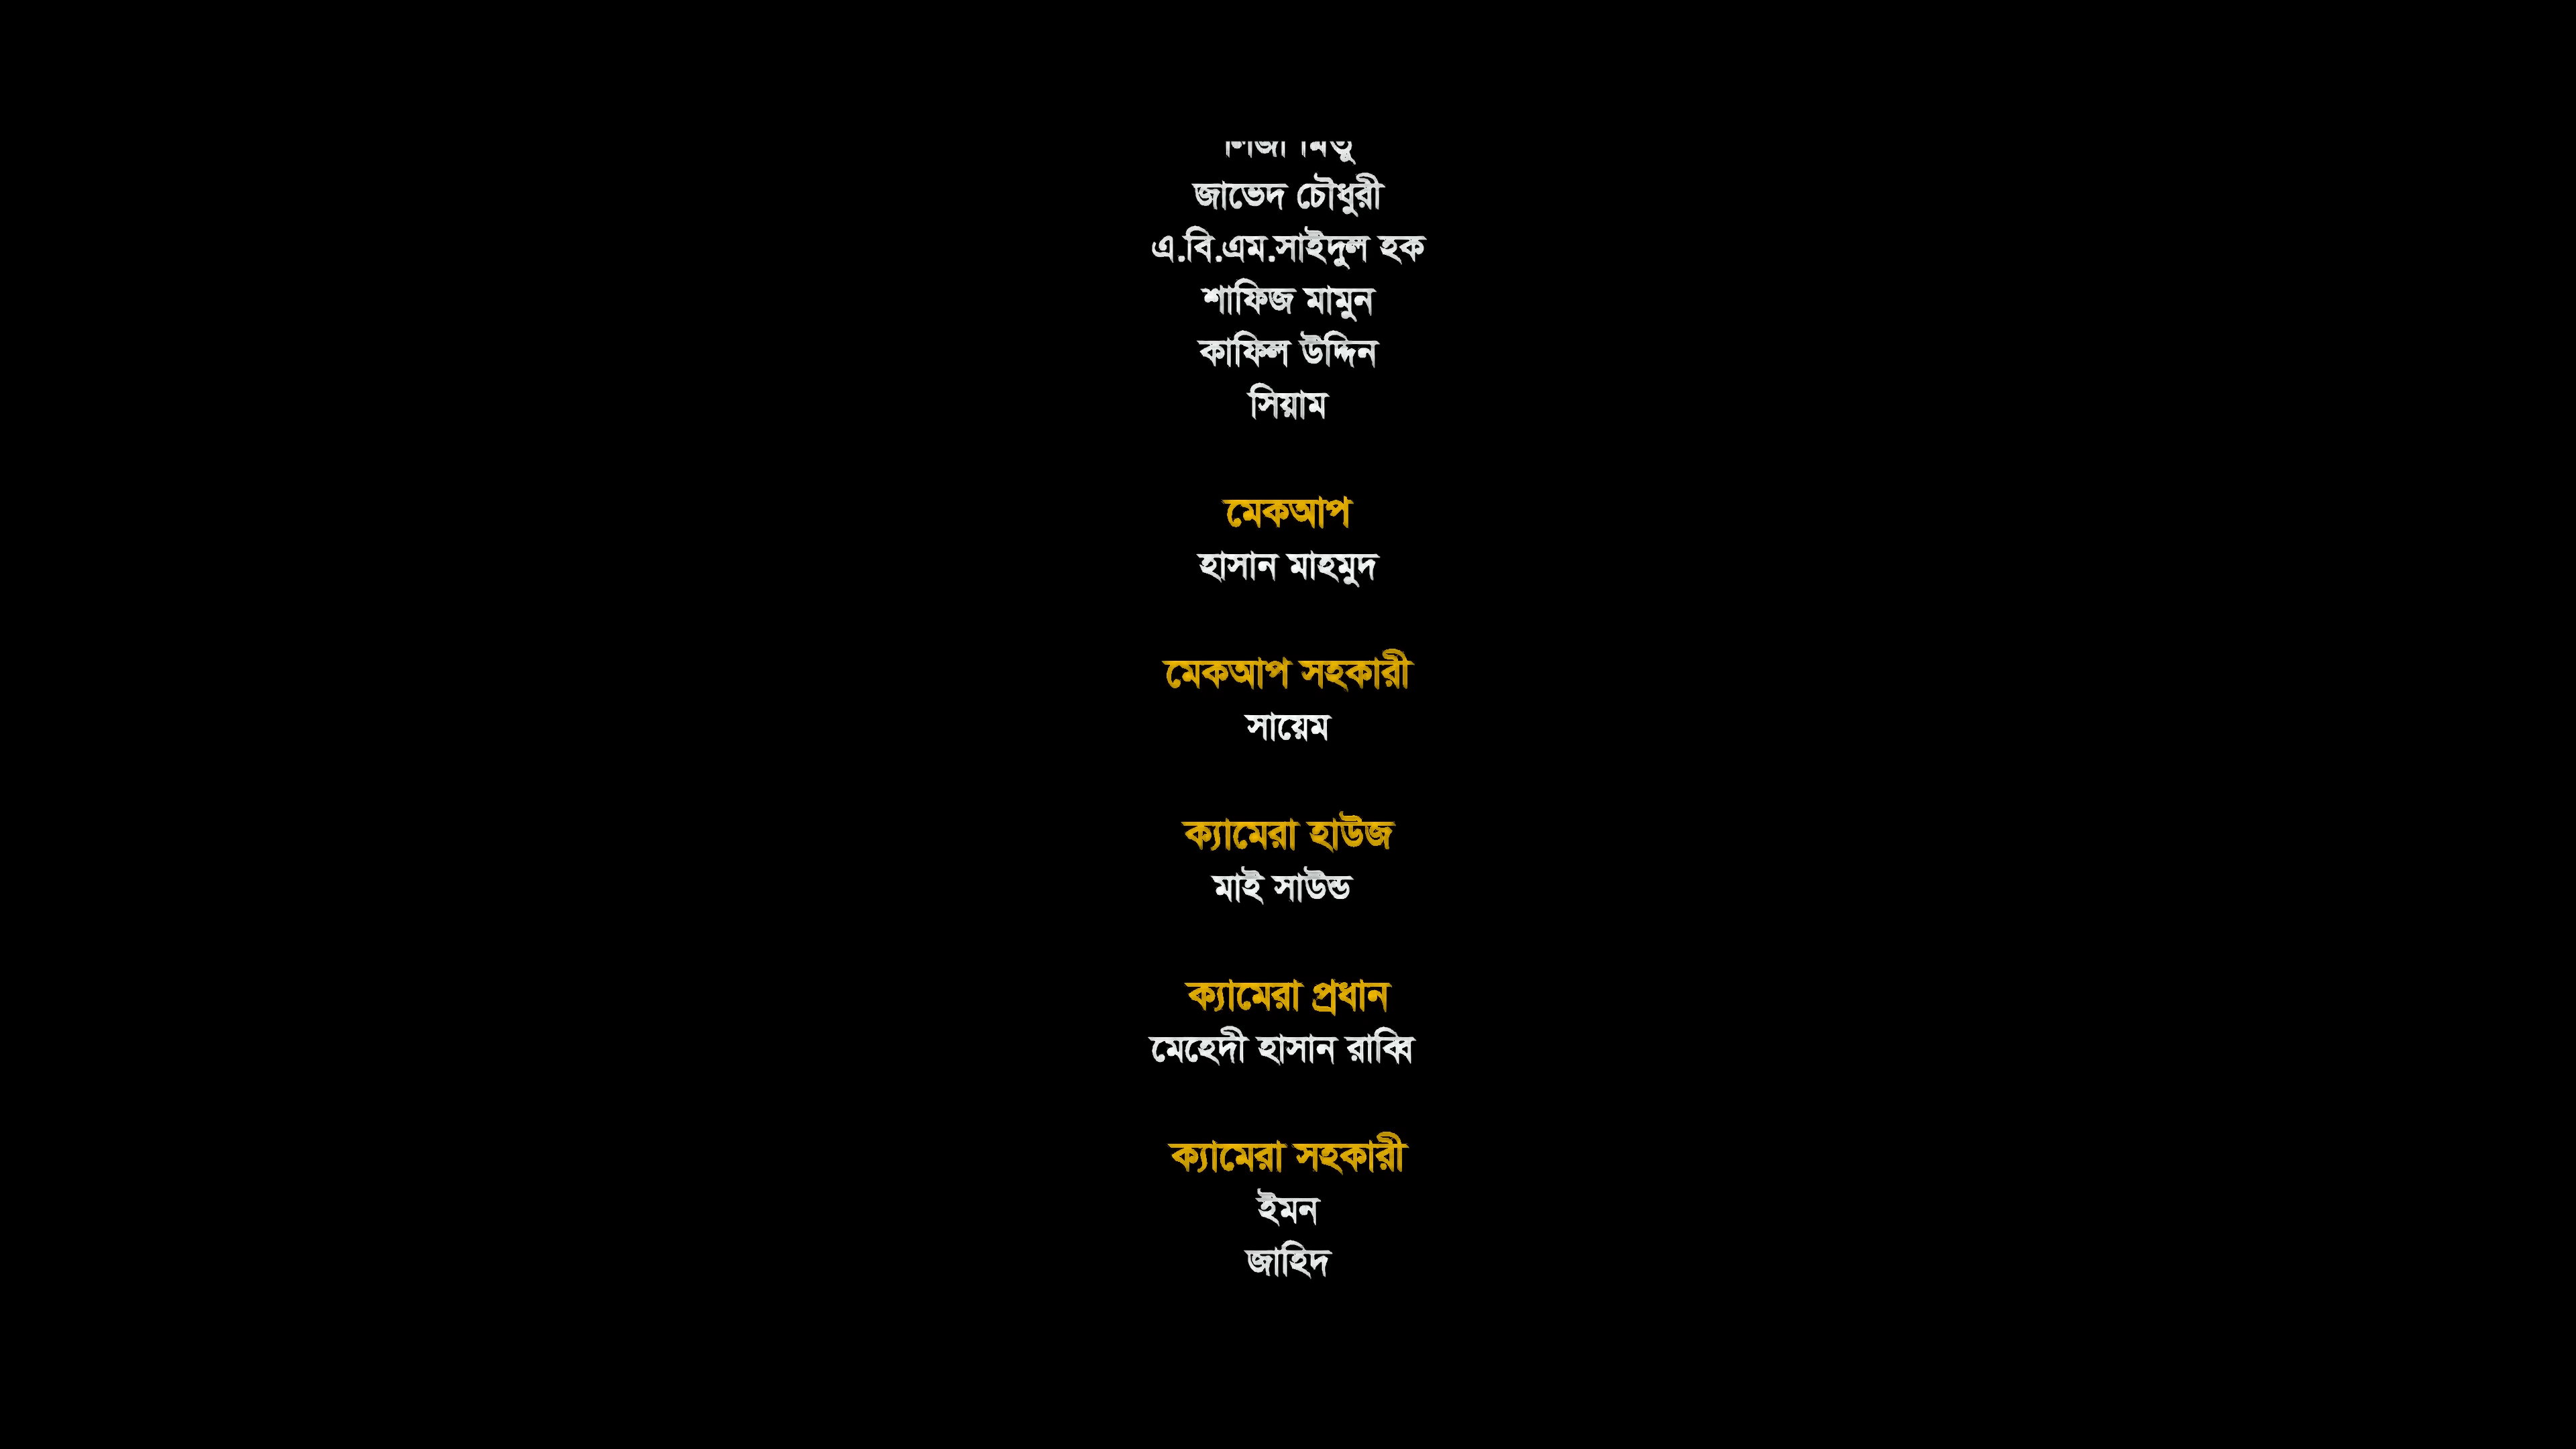 জাভেদ চৌধুরী
এ.বি.এম.সাইদুল হক
শাফিজ মামুন
কাফিল উদ্দিন
সিয়াম
মেকআপ
হাসান মাহমুদ
মেকআপ সহকারী
সায়েম
ক্যামেরা হাউজ
মাই সাউন্ড
ক্যামেরা প্রধান
মেহেদী হাসান রাব্বি
ক্যামেরা সহকারী
ইমন
জাহিদ